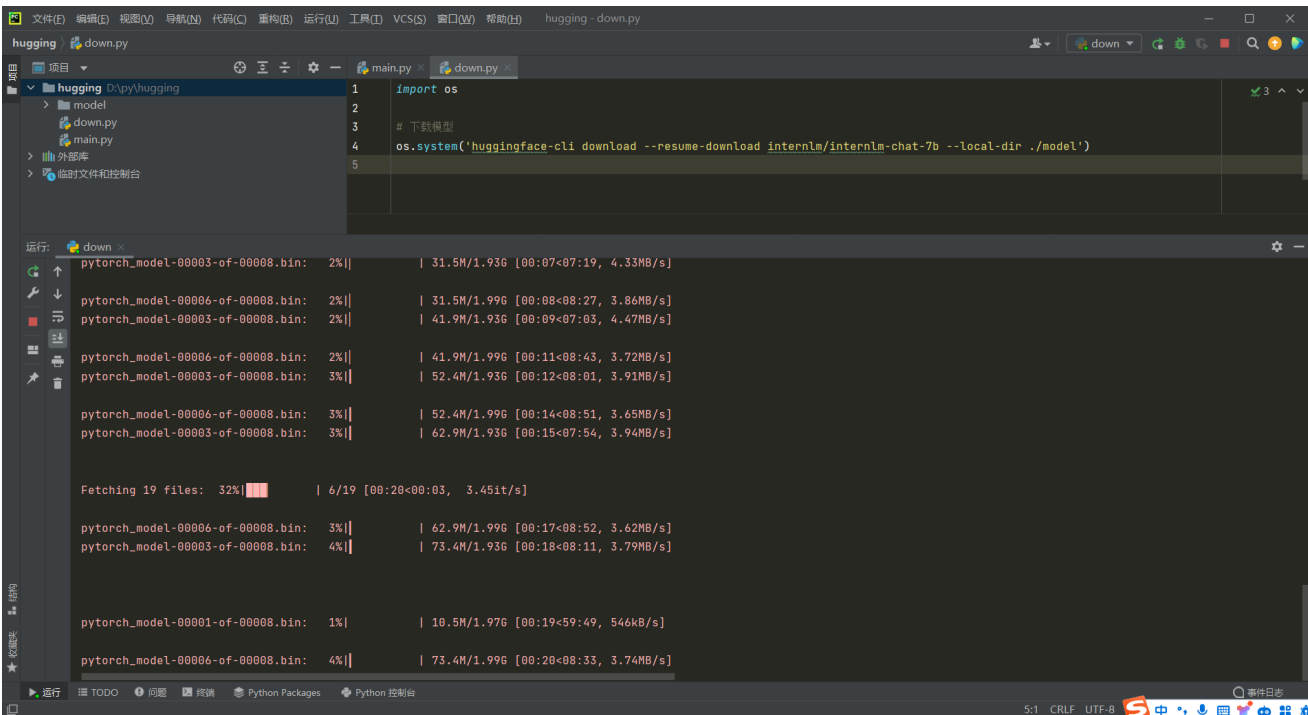 文件(F) 编辑(E) 视图(V) 导航(N) 代码(C) 重构(R) 运行(U) 工具(T) VCS(S) 窗口(W) 帮助(H) hugging - down.py
hugging down.py down
项目 main.py down.py
hugging D:\py\hugging
model
down.py
main.py
外部库
临时文件和控制台
1 import os
2
3 # 下载模型
4 os.system('huggingface-cli download --resume-download internlm/internlm-chat-7b --local-dir ./model')
5
3
运行: down
pytorch_model-00003-of-00008.bin: 2%| | 31.5M/1.93G [00:07<07:19, 4.33MB/s]
pytorch_model-00006-of-00008.bin: 2%| | 31.5M/1.99G [00:08<08:27, 3.86MB/s]
pytorch_model-00003-of-00008.bin: 2%| | 41.9M/1.93G [00:09<07:03, 4.47MB/s]
pytorch_model-00006-of-00008.bin: 2%| | 41.9M/1.99G [00:11<08:43, 3.72MB/s]
pytorch_model-00003-of-00008.bin: 3%| | 52.4M/1.93G [00:12<08:01, 3.91MB/s]
pytorch_model-00006-of-00008.bin: 3%| | 52.4M/1.99G [00:14<08:51, 3.65MB/s]
pytorch_model-00003-of-00008.bin: 3%| | 62.9M/1.93G [00:15<07:54, 3.94MB/s]
Fetching 19 files: 32%|███ | 6/19 [00:20<00:03, 3.45it/s]
pytorch_model-00006-of-00008.bin: 3%| | 62.9M/1.99G [00:17<08:52, 3.62MB/s]
pytorch_model-00003-of-00008.bin: 4%| | 73.4M/1.93G [00:18<08:11, 3.79MB/s]
pytorch_model-00001-of-00008.bin: 1%| | 10.5M/1.97G [00:19<59:49, 546kB/s]
pytorch_model-00006-of-00008.bin: 4%| | 73.4M/1.99G [00:20<08:33, 3.74MB/s]
项目
结构
收藏夹
运行 TODO 问题 终端 Python Packages Python 控制台 事件日志
5:1 CRLF UTF-8 中